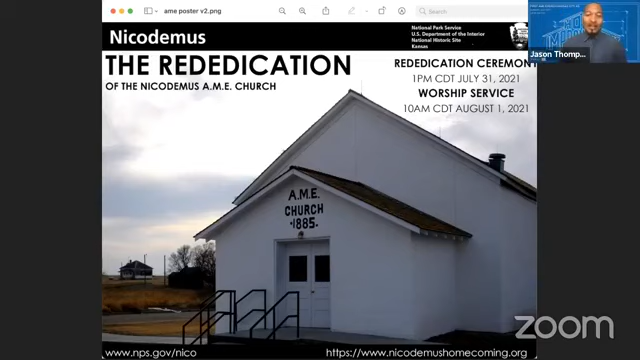 ame poster v2.png
Search
Nicodemus
National Park Service
U.S. Department of the Interior
National Historic Site
Kansas
THE REDEDICATION
OF THE NICODEMUS A.M.E. CHURCH
REDEDICATION CEREMON
1PM CDT JULY 31, 2021
WORSHIP SERVICE
10AM CDT AUGUST 1, 2021
Jason Thomp...
A.M.E.
CHURCH
·1885·
zoom
www.nps.gov/nico
https://www.nicodemushomecoming.org